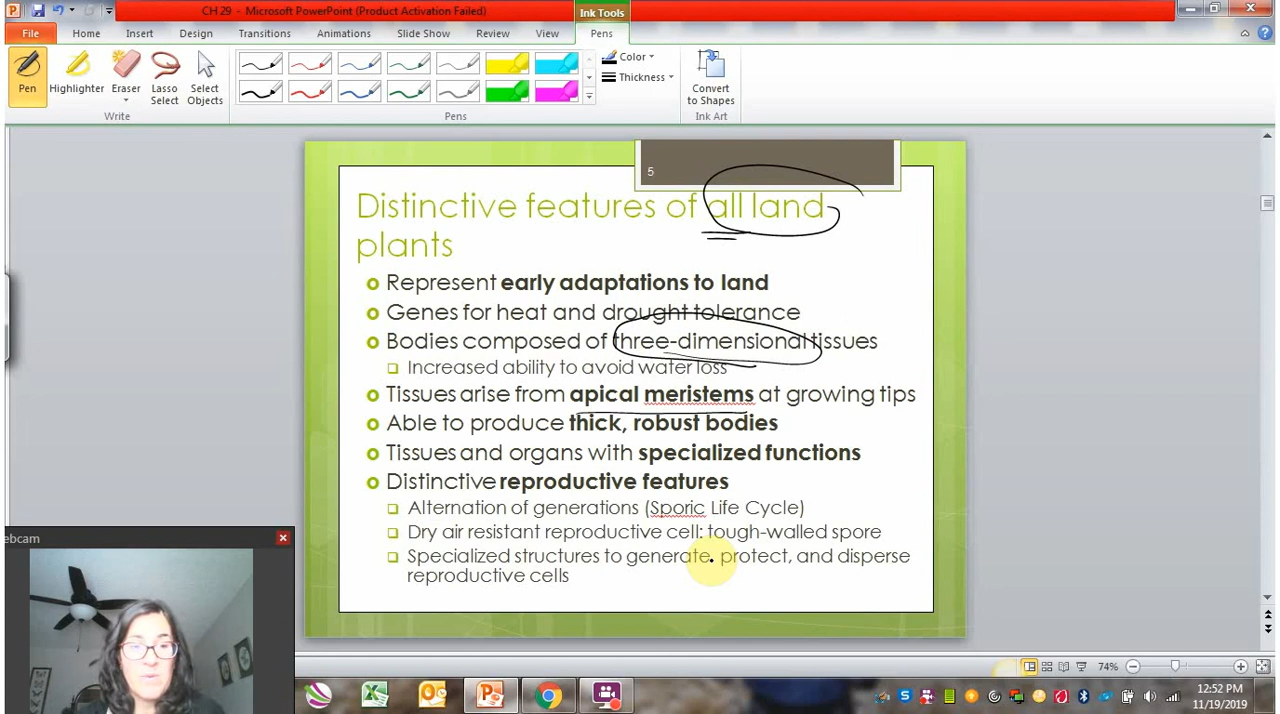 CH 29 - Microsoft PowerPoint (Product Activation Failed)
Ink Tools
File Home Insert Design Transitions Animations Slide Show Review View Pens
Pen Highlighter Eraser Lasso Select Select Objects
Color
Thickness
Convert to Shapes
Write Pens Ink Art
5
Distinctive features of all land
plants
Represent early adaptations to land
Genes for heat and drought tolerance
Bodies composed of three-dimensional tissues
Increased ability to avoid water loss
Tissues arise from apical meristems at growing tips
Able to produce thick, robust bodies
Tissues and organs with specialized functions
Distinctive reproductive features
Alternation of generations (Sporic Life Cycle)
Dry air resistant reproductive cell: tough-walled spore
Specialized structures to generate, protect, and disperse
reproductive cells
ebcam
74%
12:52 PM
11/19/2019